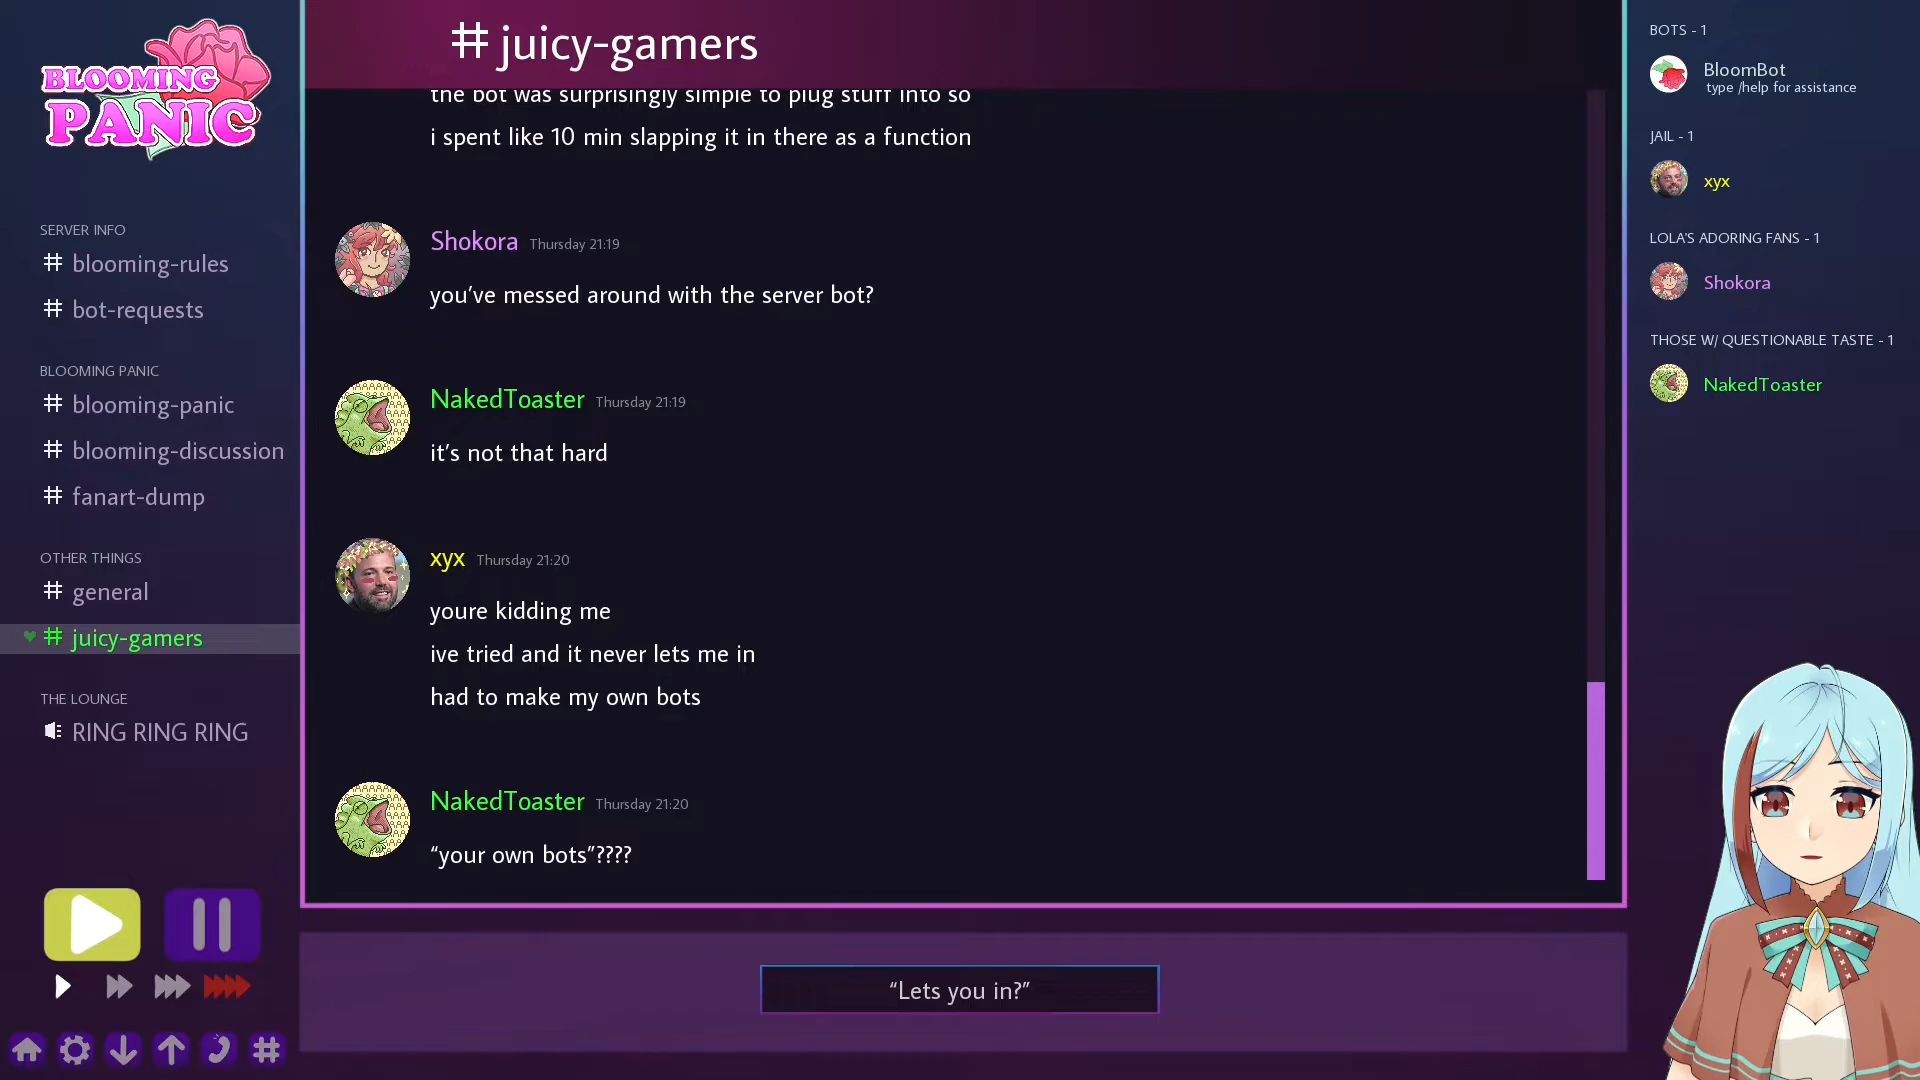 BLOOMING
PANIC
SERVER INFO
# blooming-rules
# bot-requests
BLOOMING PANIC
# blooming-panic
# blooming-discussion
# fanart-dump
OTHER THINGS
# general
# juicy-gamers
THE LOUNGE
RING RING RING
# juicy-gamers
the bot was surprisingly simple to plug stuff into so
i spent like 10 min slapping it in there as a function
Shokora Thursday 21:19
you’ve messed around with the server bot?
NakedToaster Thursday 21:19
it’s not that hard
xyx Thursday 21:20
youre kidding me
ive tried and it never lets me in
had to make my own bots
NakedToaster Thursday 21:20
“your own bots”????
“Lets you in?”
BOTS - 1
BloomBot
type /help for assistance
JAIL - 1
xyx
LOLA'S ADORING FANS - 1
Shokora
THOSE W/ QUESTIONABLE TASTE - 1
NakedToaster